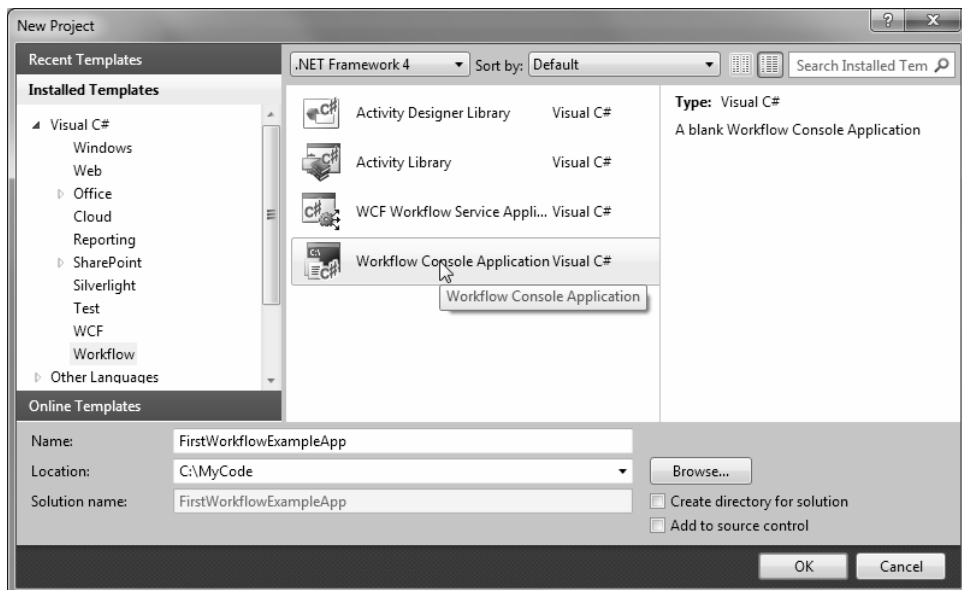 New Project
Recent Templates
Installed Templates
Visual C#
Windows
Web
Office
Cloud
Reporting
SharePoint
Silverlight
Test
WCF
Workflow
Other Languages
Online Templates
.NET Framework 4
Sort by: Default
Search Installed Tem
Activity Designer Library Visual C#
Activity Library Visual C#
WCF Workflow Service Appli... Visual C#
Workflow Console Application Visual C#
Workflow Console Application
Type: Visual C#
A blank Workflow Console Application
Name: FirstWorkflowExampleApp
Location: C:\MyCode
Browse...
Solution name: FirstWorkflowExampleApp
Create directory for solution
Add to source control
OK Cancel